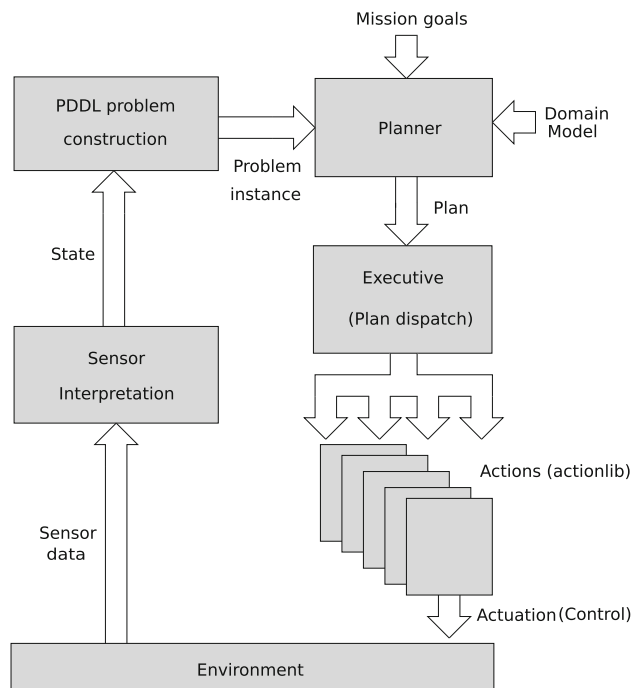 Mission goals
PDDL problem
construction
Planner
Domain
Model
Problem
instance
Plan
State
Executive
(Plan dispatch)
Sensor
Interpretation
Actions (actionlib)
Sensor
data
Actuation(Control)
Environment